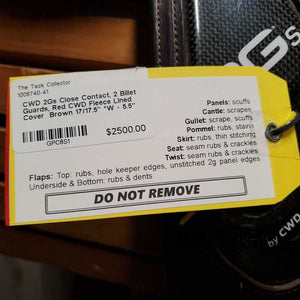 The Tack Collector
1006740-41
CWD 2Gs Close Contact, 2 Billet
Guards, Red CWD Fleece Lined
Cover Brown 17/17.5" *W - 5.5"
$2500.00
GPC8S1
Panels: scuffs
Cantle: scrapes
Gullet: scrape, scuffs
Pommel: rubs, stains
Skirt: rubs, thin stitching
Seat: seam rubs & crackles
Twist: seam rubs & crackles
Flaps: Top: rubs, hole keeper edges, unstitched 2g panel edges
Underside & Bottom: rubs & dents
DO NOT REMOVE
GS
by CWD